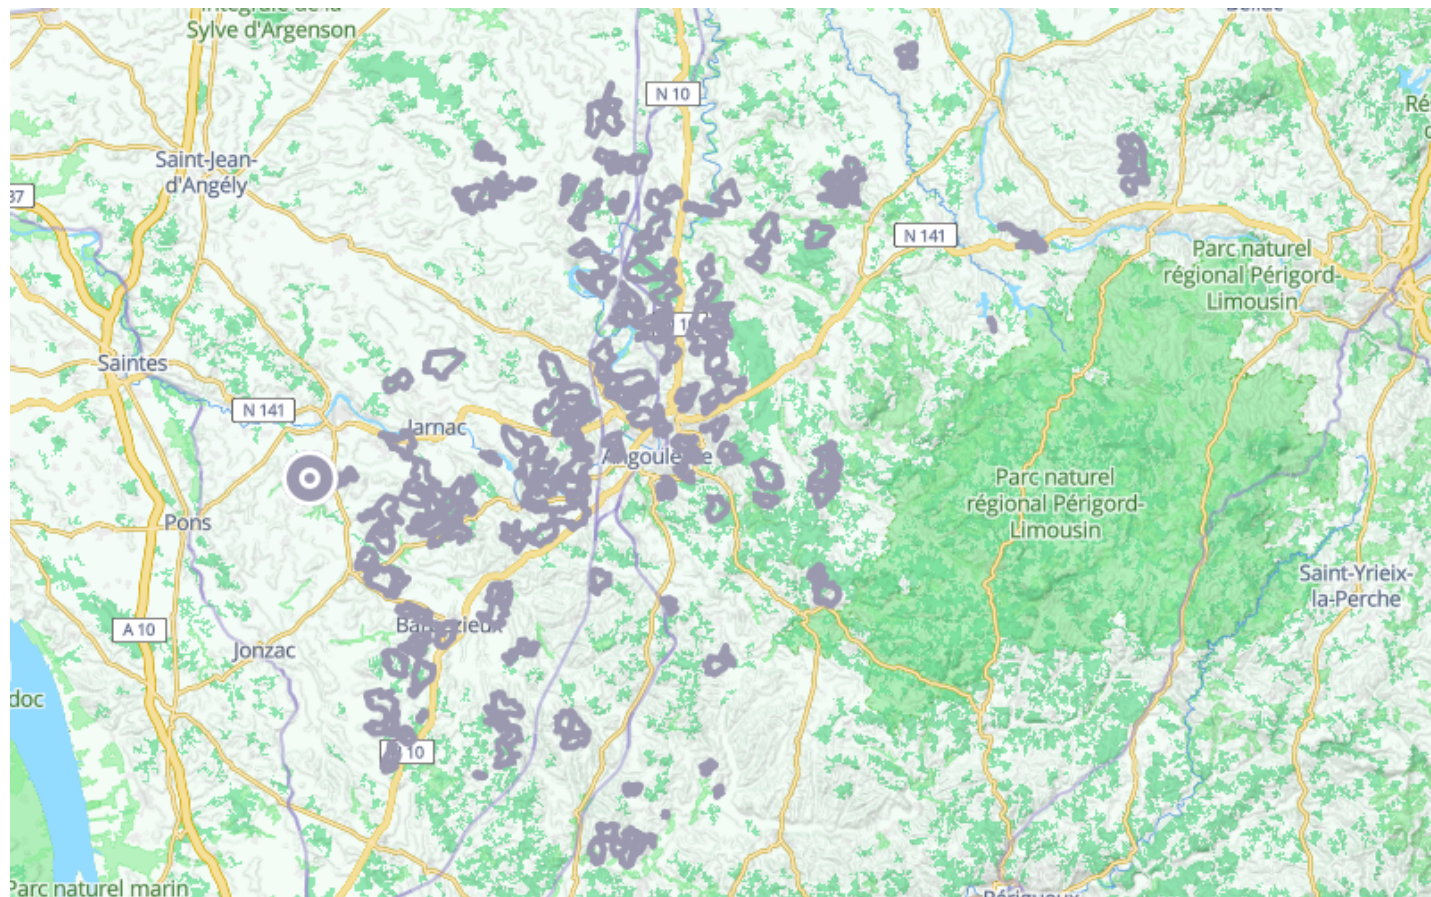 Sylve d'Argenson
N 10
Saint-Jean-
d'Angély
N 141
Parc naturel
régional Périgord-
Limousin
Saintes
N 141
Jarnac
Angoulême
Parc naturel
régional Périgord-
Limousin
Pons
Saint-Yrieix-
la-Perche
A 10
Jonzac
doc
10
Parc naturel marin